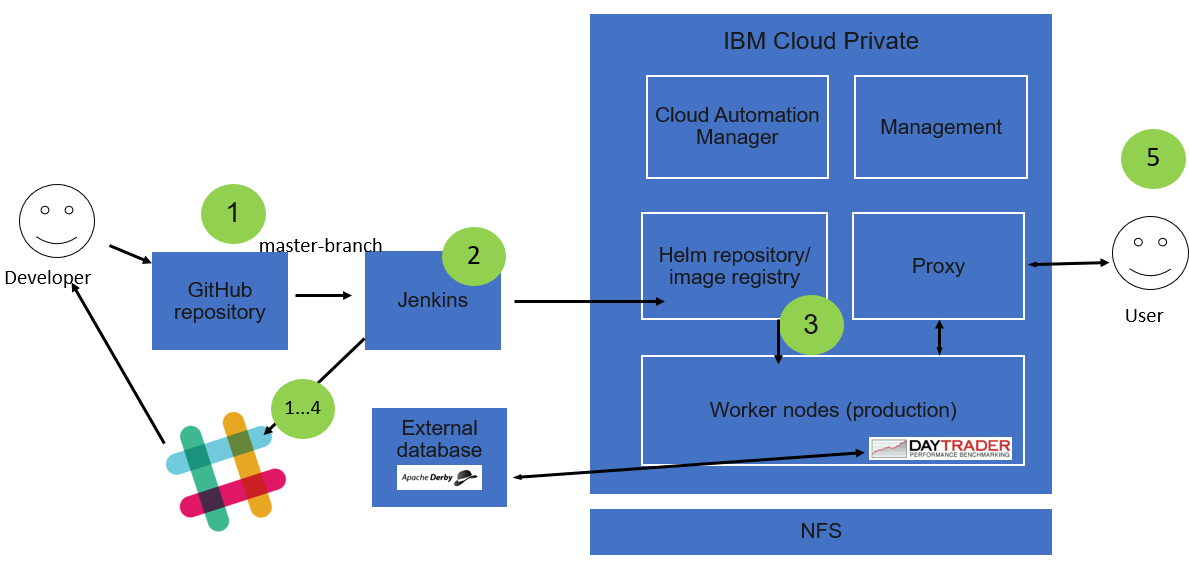 IBM Cloud Private
Cloud Automation
Manager
Management
5
1
master-branch
2
Developer
GitHub
repository
Jenkins
Helm repository/
image registry
3
Proxy
User
1...4
External
database
Apache Derby
Worker nodes (production)
DAYTRADER
PERFORMANCE BENCHMARKING
NFS